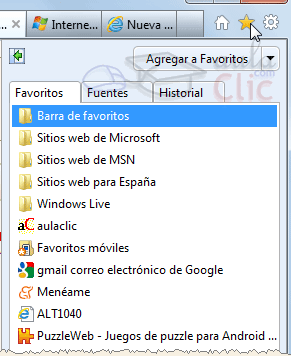 ...
Interne...
Nueva ...
Agregar a Favoritos
Favoritos
Fuentes
Historial
Barra de favoritos
Sitios web de Microsoft
Sitios web de MSN
Sitios web para España
Windows Live
aC aulaclic
Favoritos móviles
gmail correo electrónico de Google
Menéame
ALT1040
PuzzleWeb - Juegos de puzzle para Android ...
.com
Clic